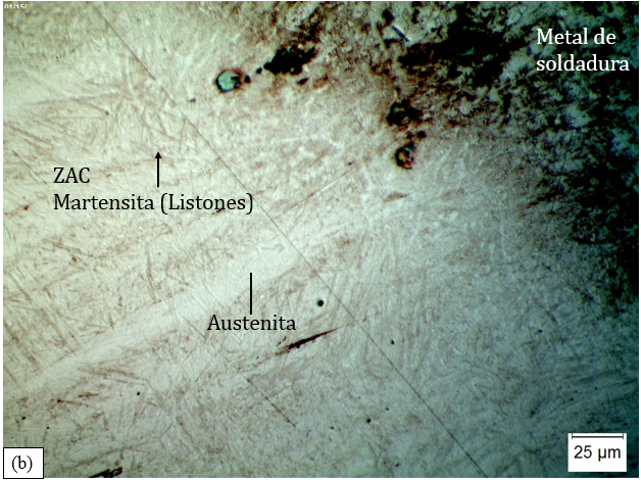 Metal de
soldadura
ZAC
Martensita (Listones)
Austenita
25 µm
(b)